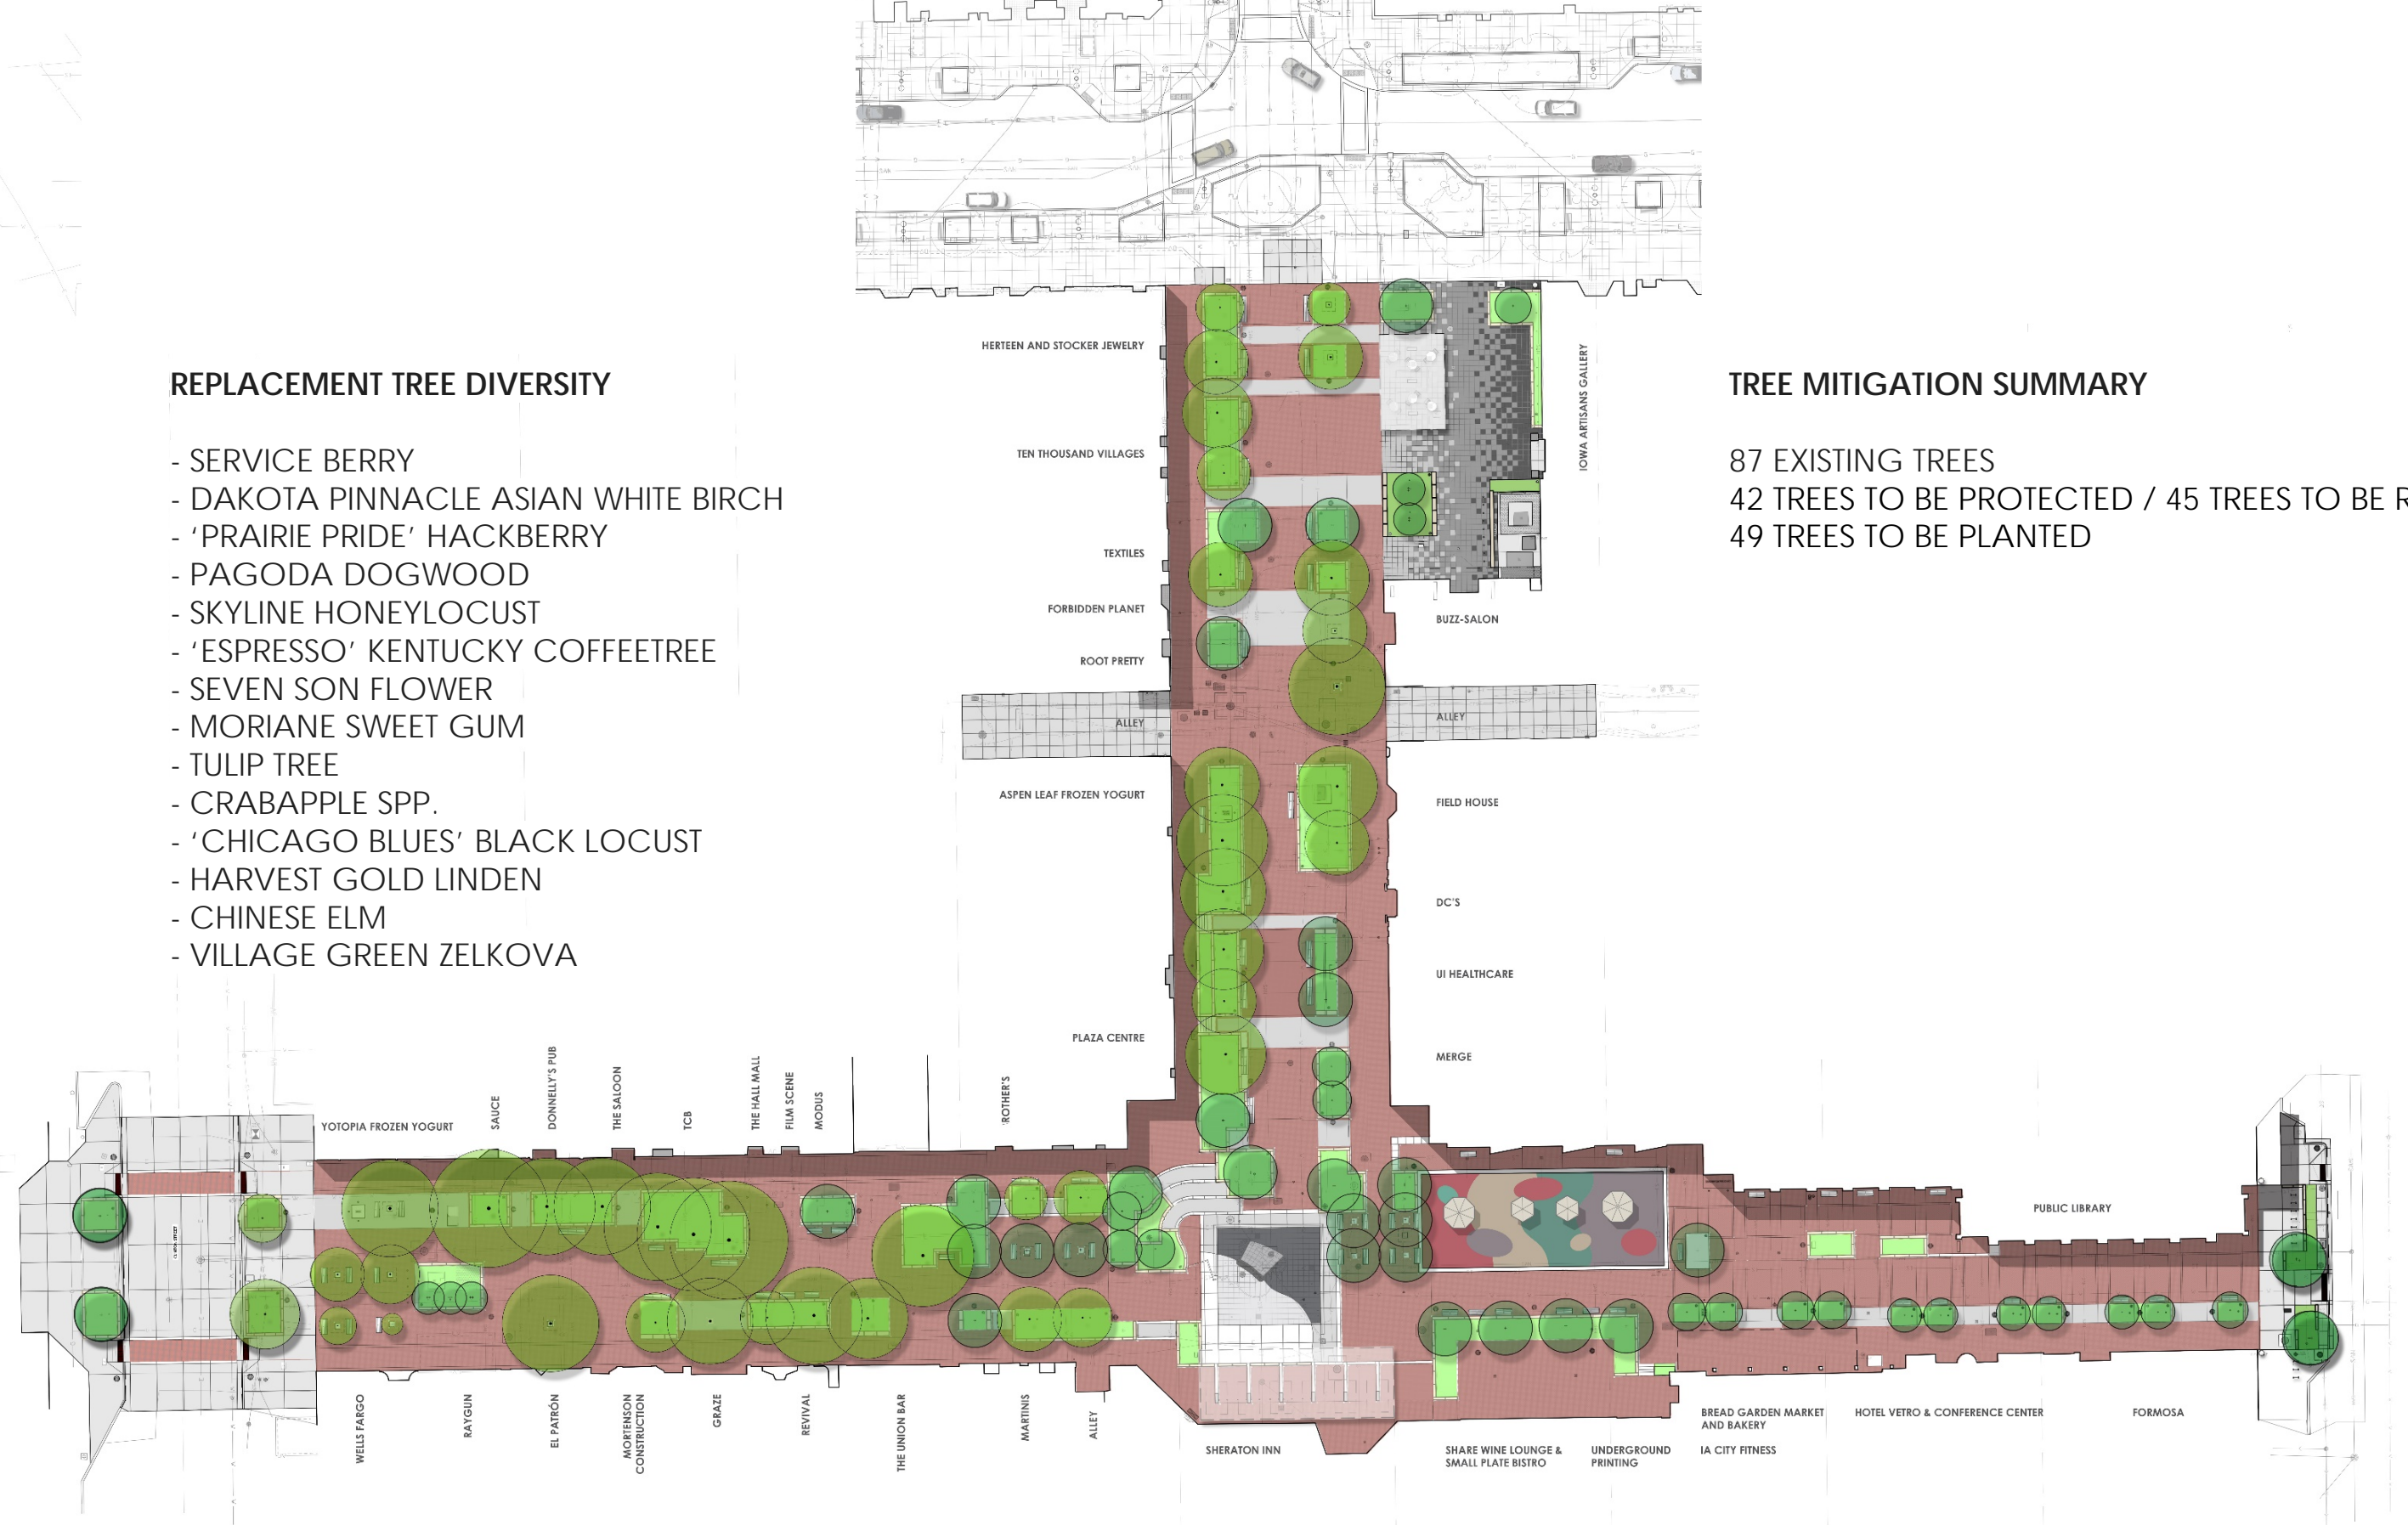 REPLACEMENT TREE DIVERSITY
- SERVICE BERRY
- DAKOTA PINNACLE ASIAN WHITE BIRCH
- ‘PRAIRIE PRIDE’ HACKBERRY
- PAGODA DOGWOOD
- SKYLINE HONEYLOCUST
- ‘ESPRESSO’ KENTUCKY COFFEETREE
- SEVEN SON FLOWER
- MORIANE SWEET GUM
- TULIP TREE
- CRABAPPLE SPP.
- ‘CHICAGO BLUES’ BLACK LOCUST
- HARVEST GOLD LINDEN
- CHINESE ELM
- VILLAGE GREEN ZELKOVA
TREE MITIGATION SUMMARY
87 EXISTING TREES
42 TREES TO BE PROTECTED / 45 TREES TO BE R
49 TREES TO BE PLANTED
HERTEEN AND STOCKER JEWELRY
TEN THOUSAND VILLAGES
TEXTILES
FORBIDDEN PLANET
ROOT PRETTY
ALLEY
ASPEN LEAF FROZEN YOGURT
PLAZA CENTRE
IOWA ARTISANS GALLERY
BUZZ-SALON
ALLEY
FIELD HOUSE
DC'S
UI HEALTHCARE
MERGE
YOTOPIA FROZEN YOGURT
SAUCE
DONNELLY'S PUB
THE SALOON
TCB
THE HALL MALL
FILM SCENE
MODUS
ROTHER'S
PUBLIC LIBRARY
WELLS FARGO
RAYGUN
EL PATRÓN
MORTENSON
CONSTRUCTION
GRAZE
REVIVAL
THE UNION BAR
MARTINIS
ALLEY
SHERATON INN
SHARE WINE LOUNGE &
SMALL PLATE BISTRO
UNDERGROUND
PRINTING
BREAD GARDEN MARKET
AND BAKERY
IA CITY FITNESS
HOTEL VETRO & CONFERENCE CENTER
FORMOSA